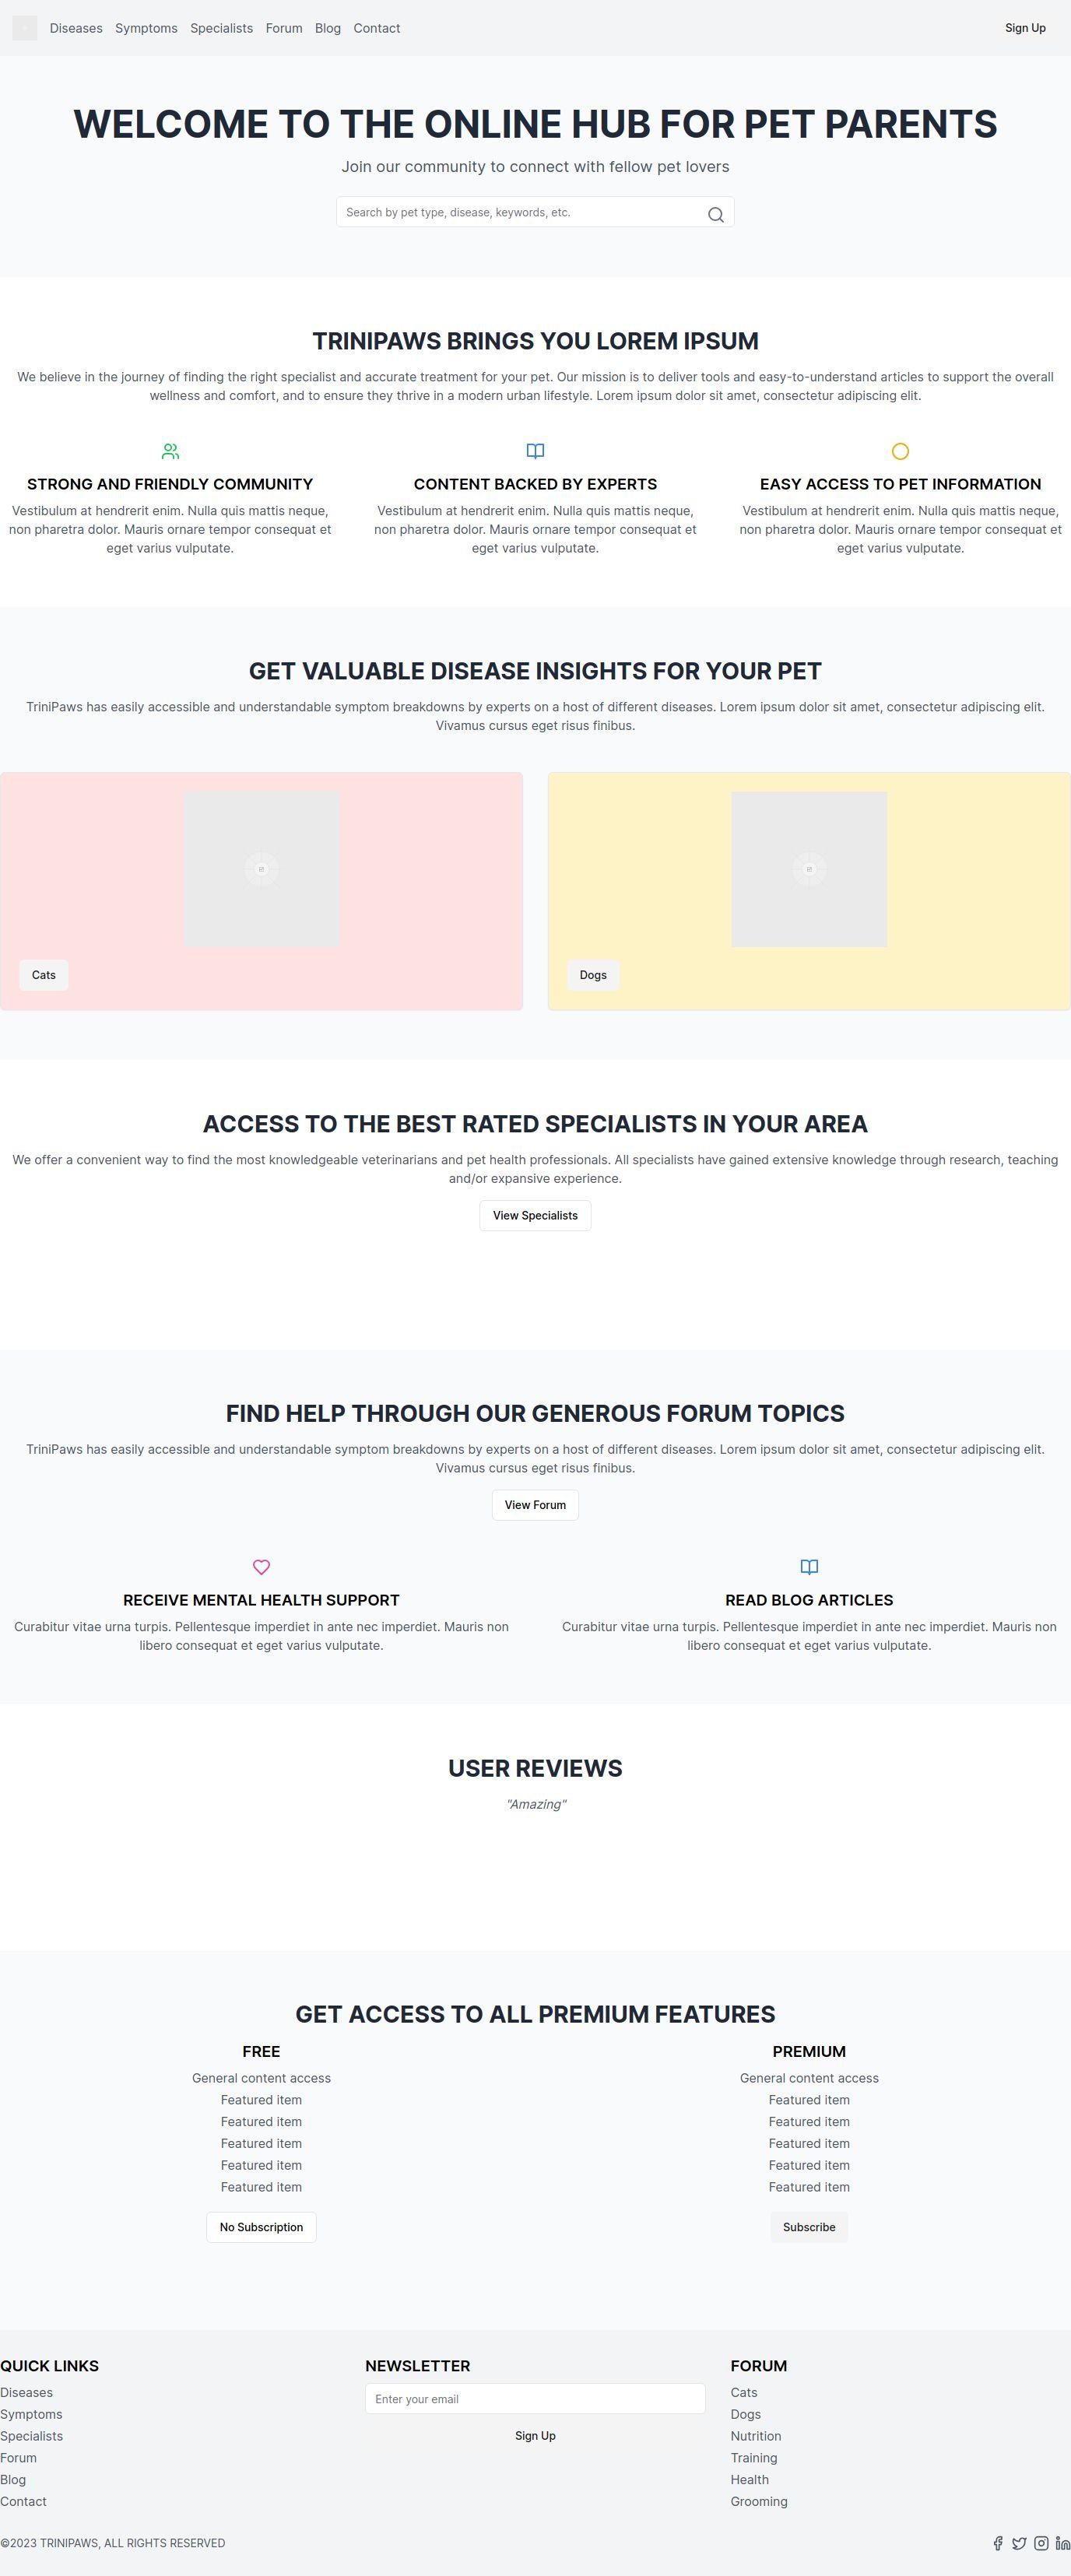 Diseases Symptoms Specialists Forum Blog Contact Sign Up
WELCOME TO THE ONLINE HUB FOR PET PARENTS
Join our community to connect with fellow pet lovers
Search by pet type, disease, keywords, etc.
TRINIPAWS BRINGS YOU LOREM IPSUM
We believe in the journey of finding the right specialist and accurate treatment for your pet. Our mission is to deliver tools and easy-to-understand articles to support the overall
wellness and comfort, and to ensure they thrive in a modern urban lifestyle. Lorem ipsum dolor sit amet, consectetur adipiscing elit.
STRONG AND FRIENDLY COMMUNITY
Vestibulum at hendrerit enim. Nulla quis mattis neque,
non pharetra dolor. Mauris ornare tempor consequat et
eget varius vulputate.
CONTENT BACKED BY EXPERTS
Vestibulum at hendrerit enim. Nulla quis mattis neque,
non pharetra dolor. Mauris ornare tempor consequat et
eget varius vulputate.
EASY ACCESS TO PET INFORMATION
Vestibulum at hendrerit enim. Nulla quis mattis neque,
non pharetra dolor. Mauris ornare tempor consequat et
eget varius vulputate.
GET VALUABLE DISEASE INSIGHTS FOR YOUR PET
TriniPaws has easily accessible and understandable symptom breakdowns by experts on a host of different diseases. Lorem ipsum dolor sit amet, consectetur adipiscing elit.
Vivamus cursus eget risus finibus.
Cats
Dogs
ACCESS TO THE BEST RATED SPECIALISTS IN YOUR AREA
We offer a convenient way to find the most knowledgeable veterinarians and pet health professionals. All specialists have gained extensive knowledge through research, teaching
and/or expansive experience.
View Specialists
FIND HELP THROUGH OUR GENEROUS FORUM TOPICS
TriniPaws has easily accessible and understandable symptom breakdowns by experts on a host of different diseases. Lorem ipsum dolor sit amet, consectetur adipiscing elit.
Vivamus cursus eget risus finibus.
View Forum
RECEIVE MENTAL HEALTH SUPPORT
Curabitur vitae urna turpis. Pellentesque imperdiet in ante nec imperdiet. Mauris non
libero consequat et eget varius vulputate.
READ BLOG ARTICLES
Curabitur vitae urna turpis. Pellentesque imperdiet in ante nec imperdiet. Mauris non
libero consequat et eget varius vulputate.
USER REVIEWS
"Amazing"
GET ACCESS TO ALL PREMIUM FEATURES
FREE
General content access
Featured item
Featured item
Featured item
Featured item
Featured item
No Subscription
PREMIUM
General content access
Featured item
Featured item
Featured item
Featured item
Featured item
Subscribe
QUICK LINKS
Diseases
Symptoms
Specialists
Forum
Blog
Contact
NEWSLETTER
Enter your email
Sign Up
FORUM
Cats
Dogs
Nutrition
Training
Health
Grooming
©2023 TRINIPAWS, ALL RIGHTS RESERVED